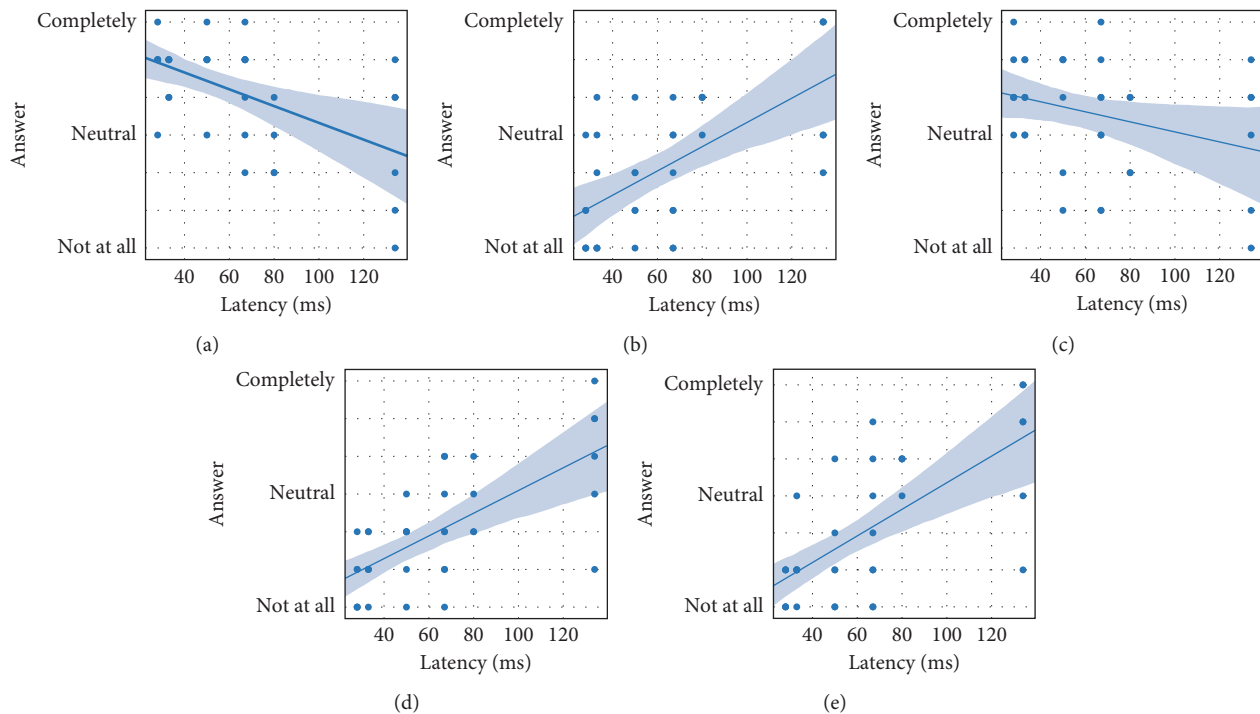 Completely
Neutral
Not at all
Answer
40 60 80 100 120
Latency (ms)
(a)
Completely
Neutral
Not at all
Answer
40 60 80 100 120
Latency (ms)
(b)
Completely
Neutral
Not at all
Answer
40 60 80 100 120
Latency (ms)
(c)
Completely
Neutral
Not at all
Answer
40 60 80 100 120
Latency (ms)
(d)
Completely
Neutral
Not at all
Answer
40 60 80 100 120
Latency (ms)
(e)